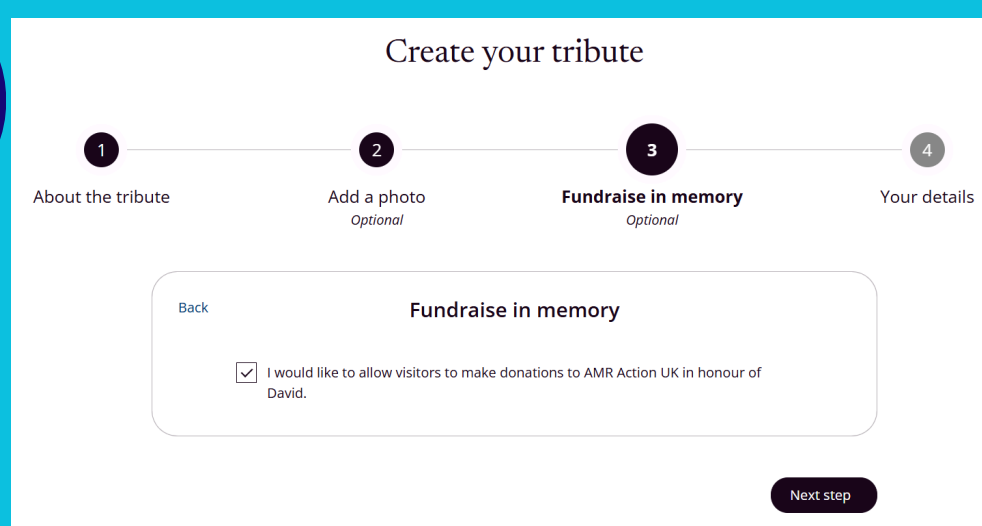 Create your tribute
1
2
3
4
About the tribute
Add a photo
Fundraise in memory
Your details
Optional
Optional
Back
Fundraise in memory
I would like to allow visitors to make donations to AMR Action UK in honour of
David.
Next step